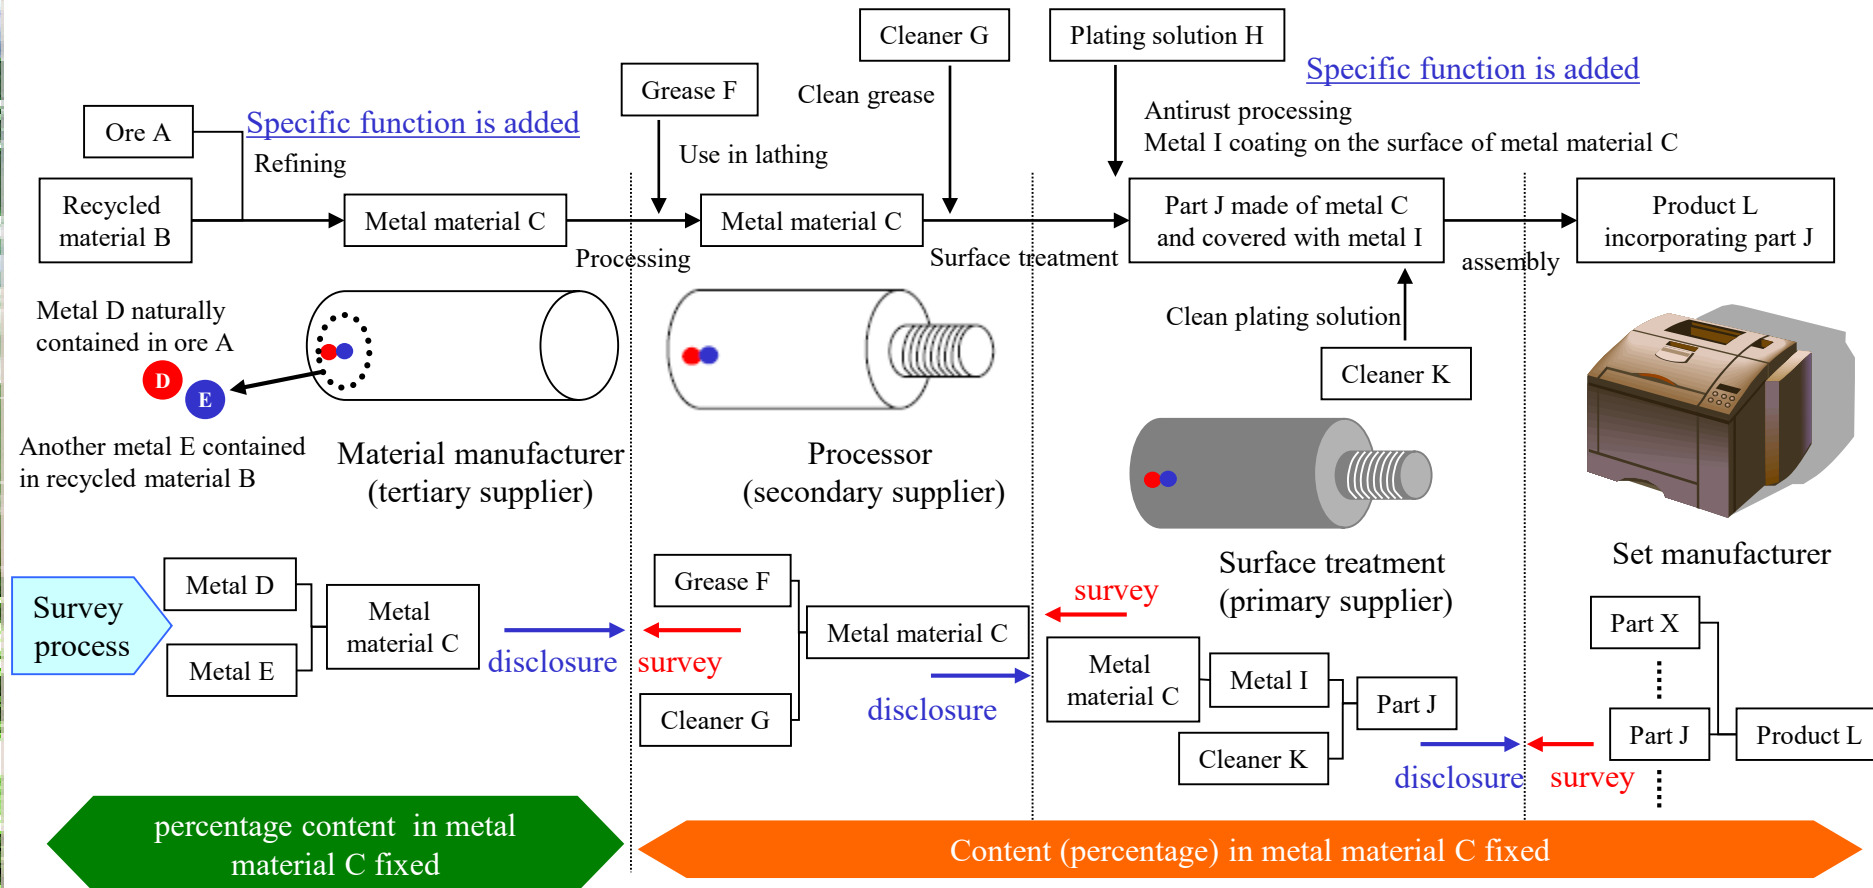 Cleaner G
Plating solution H
Specific function is added
Grease F
Clean grease
Antirust processing
Metal I coating on the surface of metal material C
Ore A
Specific function is added
Refining
Use in lathing
Recycled
material B
Metal material C
Metal material C
Part J made of metal C
and covered with metal I
Product L
incorporating part J
Processing
Surface treatment
assembly
Metal D naturally
contained in ore A
D
E
Clean plating solution
Cleaner K
Another metal E contained
in recycled material B
Material manufacturer
(tertiary supplier)
Processor
(secondary supplier)
Surface treatment
(primary supplier)
Set manufacturer
Survey
process
Metal D
Metal E
Metal
material C
disclosure
survey
Grease F
Metal material C
Cleaner G
disclosure
survey
Metal
material C
Metal I
Cleaner K
Part J
disclosure
survey
Part X
Part J
Product L
percentage content in metal
material C fixed
Content (percentage) in metal material C fixed